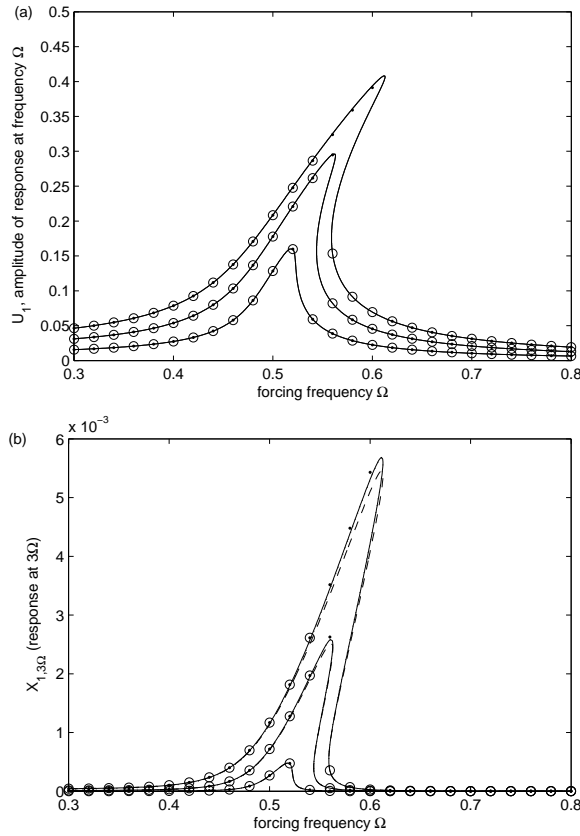 (a)
0.5
0.45
0.4
0.35
0.3
0.25
0.2
0.15
0.1
0.05
0
U1, amplitude of response at frequency Ω
0.3 0.4 0.5 0.6 0.7 0.8
forcing frequency Ω
(b)
x 10⁻³
6
5
4
3
2
1
0
X1,3Ω (response at 3Ω)
0.3 0.4 0.5 0.6 0.7 0.8
forcing frequency Ω